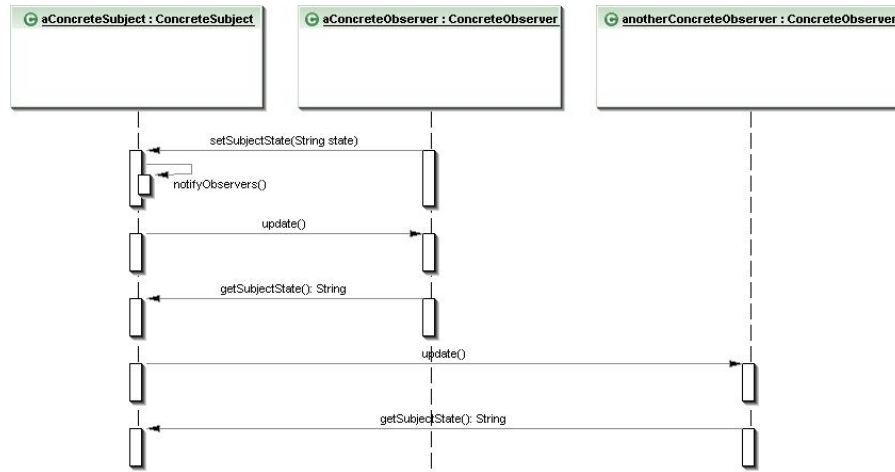 aConcreteSubject : ConcreteSubject
aConcreteObserver : ConcreteObserver
anotherConcreteObserver : ConcreteObserver
setSubjectState(String state)
notifyObservers()
update()
getSubjectState(): String
update()
getSubjectState(): String